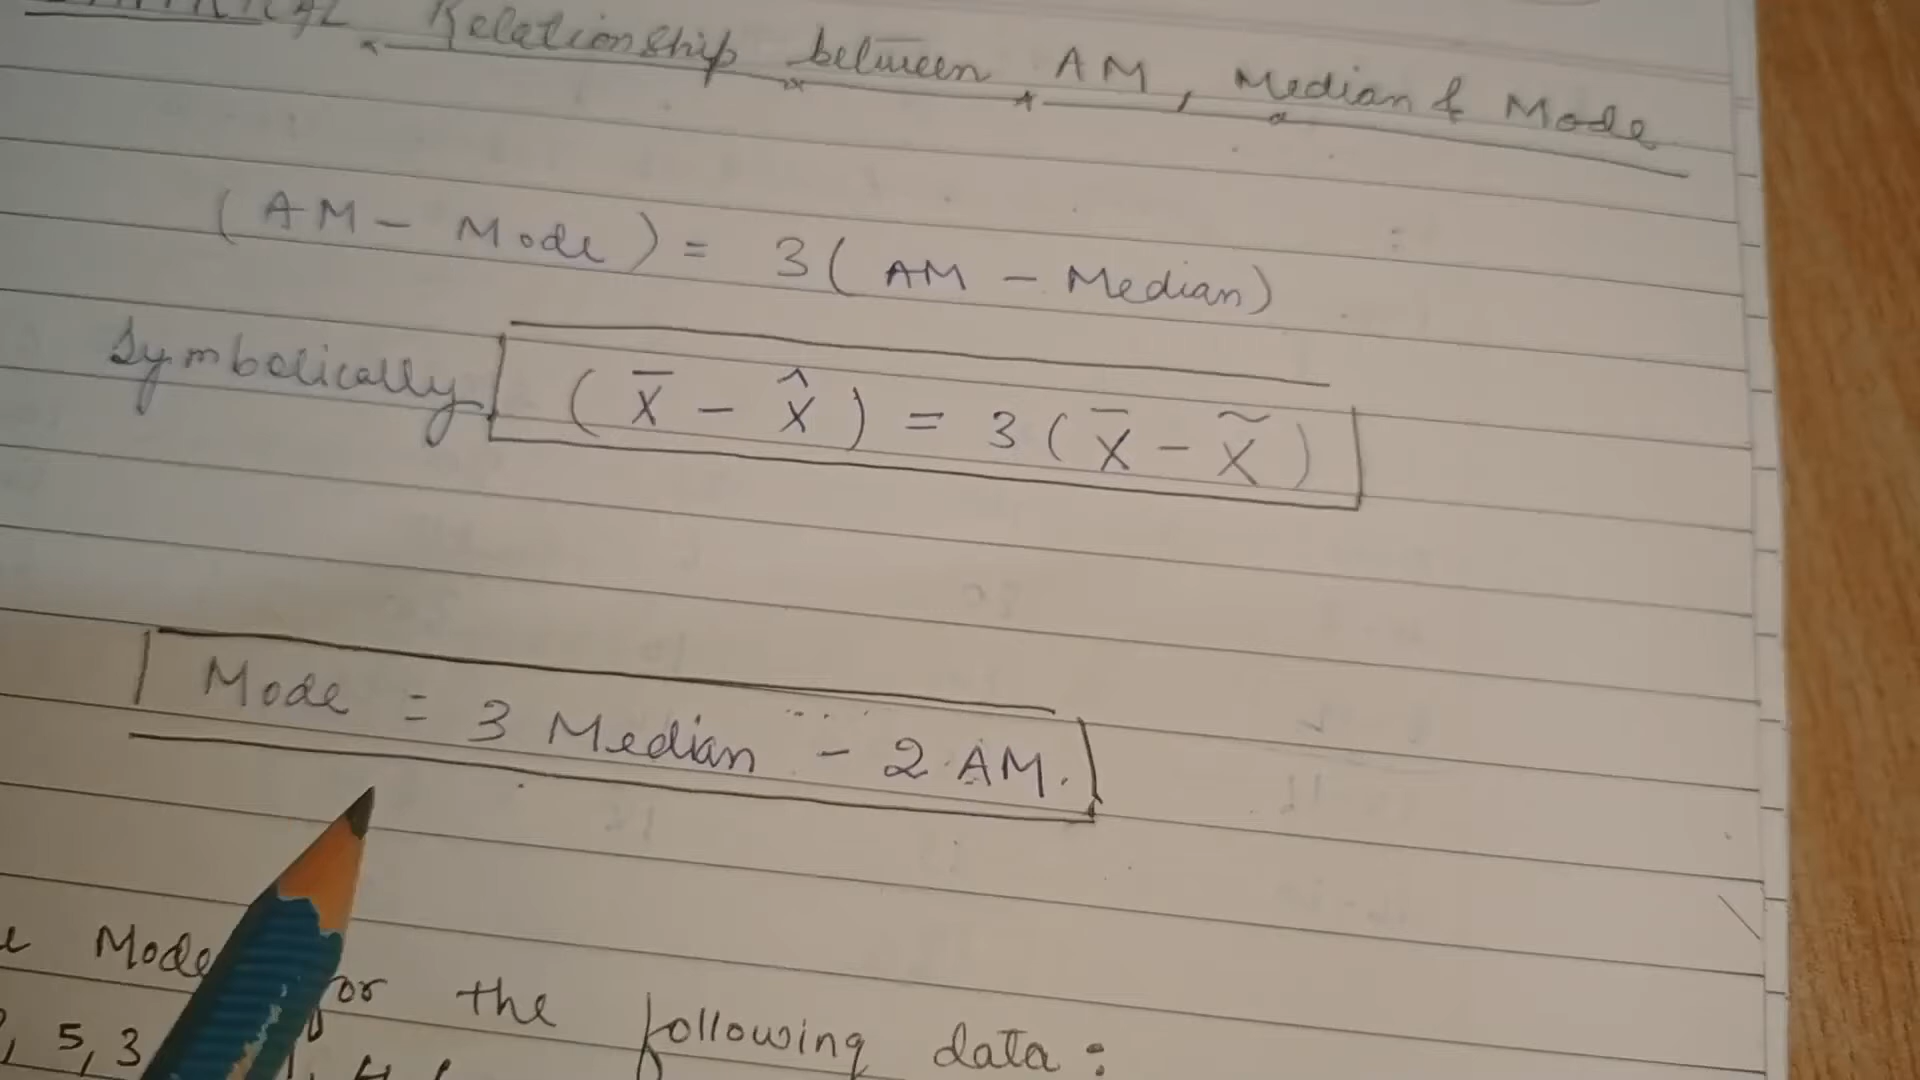 Relationship between AM, Median & Mode
(AM - Mode) = 3(AM - Median)
Symbolically (x̄ - x̂) = 3(x̄ - x̃)
Mode = 3 Median - 2 AM.
Mode for the following data:
5, 3